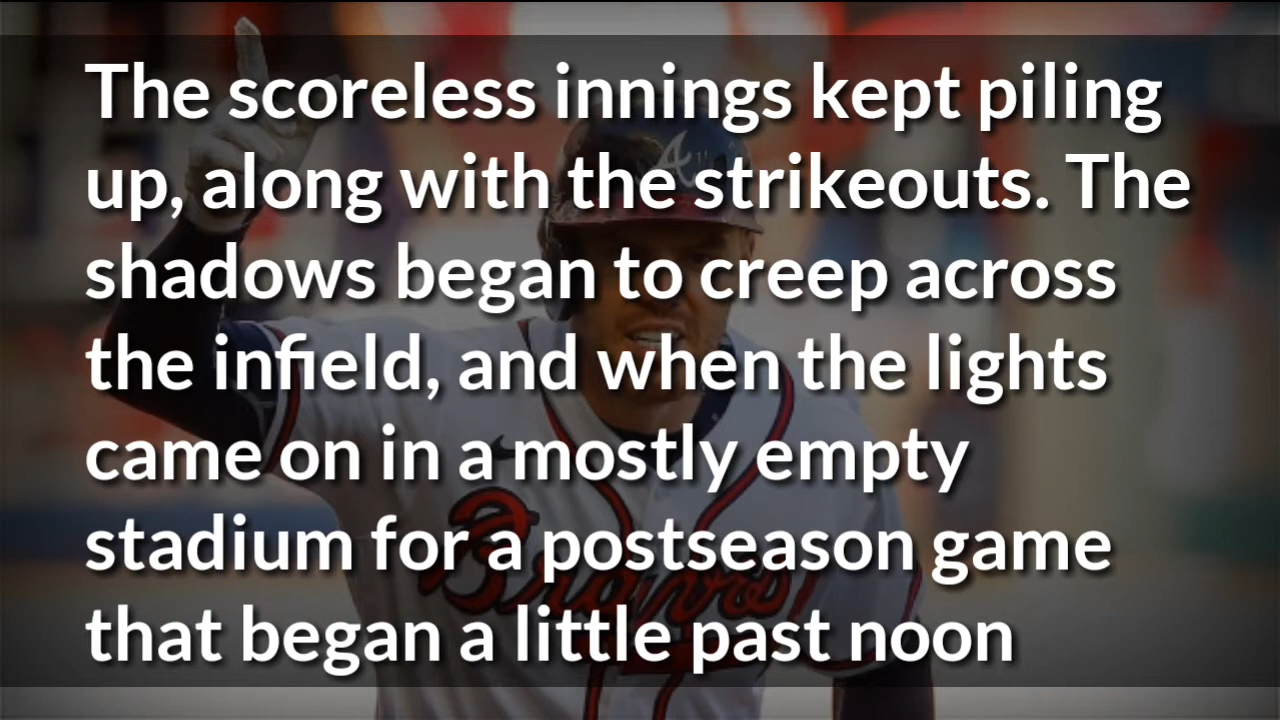 The scoreless innings kept piling
up, along with the strikeouts. The
shadows began to creep across
the infield, and when the lights
came on in a mostly empty
stadium for a postseason game
that began a little past noon
A
Braves